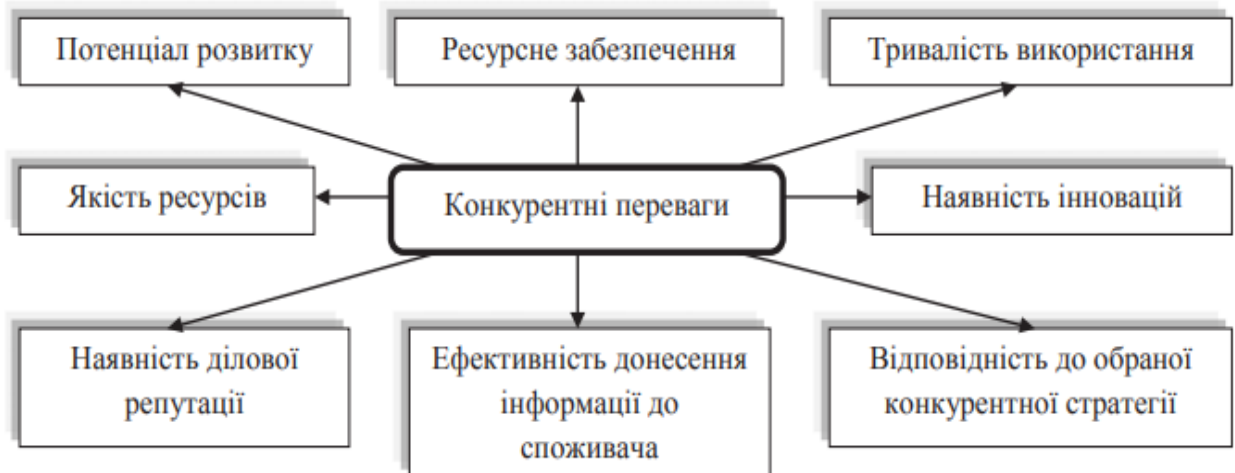 Потенціал розвитку
Ресурсне забезпечення
Тривалість використання
Якість ресурсів
Конкурентні переваги
Наявність інновацій
Наявність ділової
репутації
Ефективність донесення
інформації до
споживача
Відповідність до обраної
конкурентної стратегії